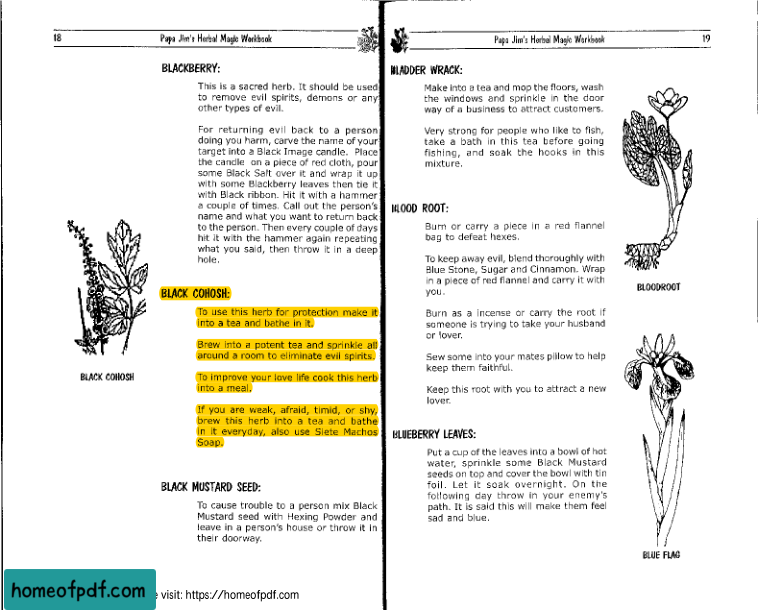 18
Papa Jim's Herbal Magic Workbook
BLACKBERRY:
This is a sacred herb. It should be used
to remove evil spirits, demons or any
other types of evil.
For returning evil back to a person
doing you harm, carve the name of your
target into a Black Image candle. Place
the candle on a piece of red cloth, pour
some Black Salt over it and wrap it up
with some Blackberry leaves then tie it
with Black ribbon. Hit it with a hammer
a couple of times. Call out the person's
name and what you want to return back
to the person. Then every couple of days
hit it with the hammer again repeating
what you said, then throw it in a deep
hole.
BLACK COHOSH:
To use this herb for protection make it
into a tea and bathe in it.
Brew into a potent tea and sprinkle all
around a room to eliminate evil spirits.
To improve your love life cook this herb
into a meal.
If you are weak, afraid, timid, or shy,
brew this herb into a tea and bathe
in it everyday, also use Siete Machos
Soap.
BLACK COHOSH
BLACK MUSTARD SEED:
To cause trouble to a person mix Black
Mustard seed with Hexing Powder and
leave in a person's house or throw it in
their doorway.
Papa Jim's Herbal Magic Workbook
19
BLADDER WRACK:
Make into a tea and mop the floors, wash
the windows and sprinkle in the door
way of a business to attract customers.
Very strong for people who like to fish,
take a bath in this tea before going
fishing, and soak the hooks in this
mixture.
BLOOD ROOT:
Burn or carry a piece in a red flannel
bag to defeat hexes.
To keep away evil, blend thoroughly with
Blue Stone, Sugar and Cinnamon. Wrap
in a piece of red flannel and carry it with
you.
Burn as a incense or carry the root if
someone is trying to take your husband
or lover.
Sew some into your mates pillow to help
keep them faithful.
Keep this root with you to attract a new
lover.
BLOODROOT
BLUEBERRY LEAVES:
Put a cup of the leaves into a bowl of hot
water, sprinkle some Black Mustard
seeds on top and cover the bowl with tin
foil. Let it soak overnight. On the
following day throw in your enemy's
path. It is said this will make them feel
sad and blue.
BLUE FLAG
homeofpdf.com
visit: https://homeofpdf.com